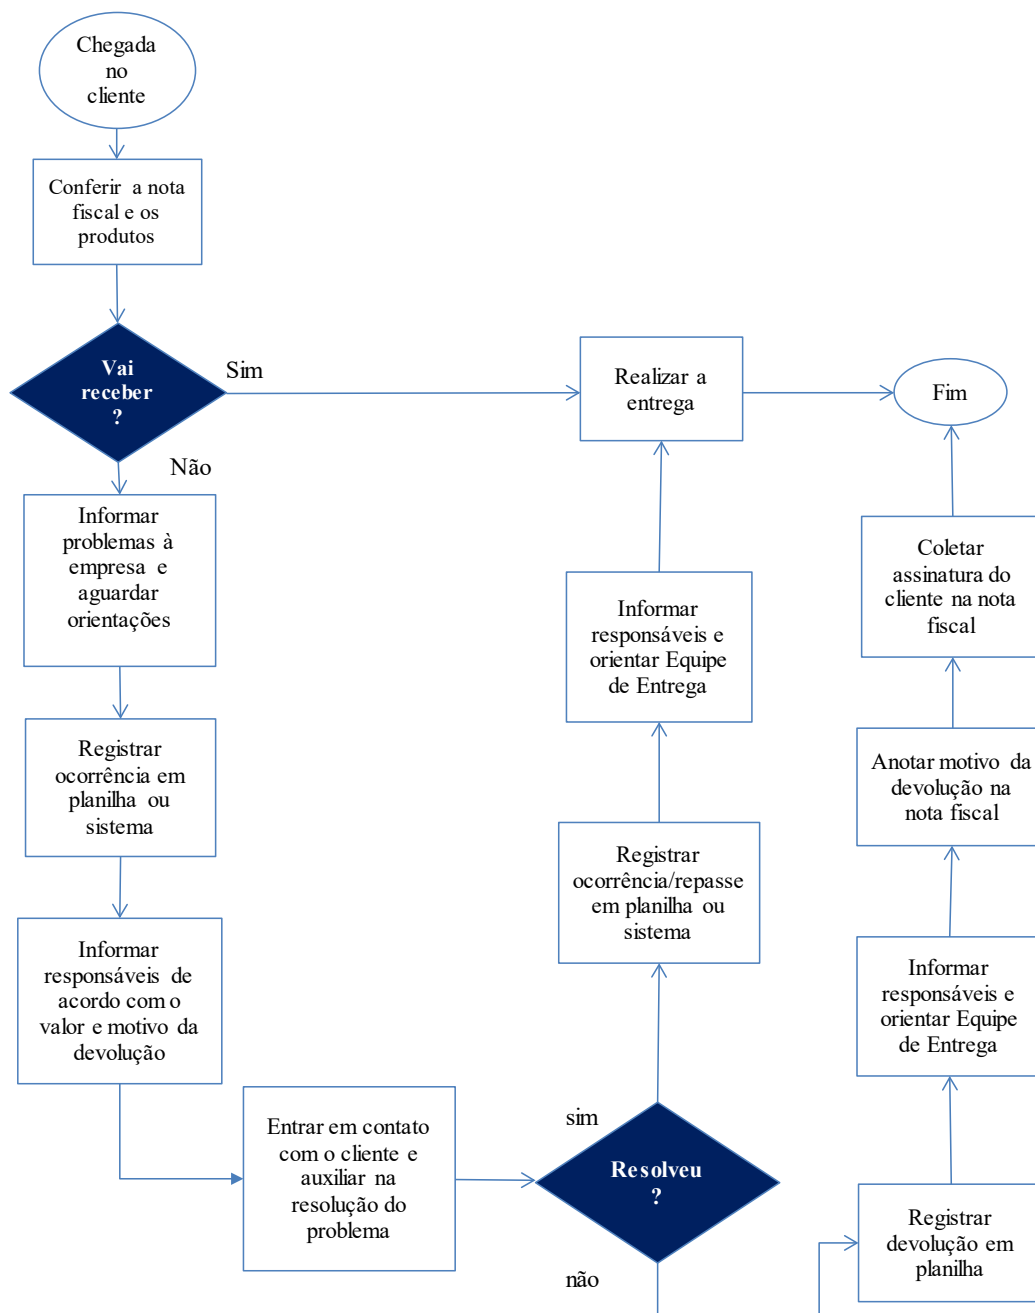 Chegada
no
cliente
Conferir a nota
fiscal e os
produtos
Vai
receber
?
Sim
Não
Realizar a
entrega
Fim
Informar
problemas à
empresa e
aguardar
orientações
Registrar
ocorrência em
planilha ou
sistema
Informar
responsáveis de
acordo com o
valor e motivo da
devolução
Entrar em contato
com o cliente e
auxiliar na
resolução do
problema
Resolveu
?
sim
não
Registrar
ocorrência/repasse
em planilha ou
sistema
Informar
responsáveis e
orientar Equipe
de Entrega
Registrar
devolução em
planilha
Informar
responsáveis e
orientar Equipe
de Entrega
Anotar motivo da
devolução na
nota fiscal
Coletar
assinatura do
cliente na nota
fiscal